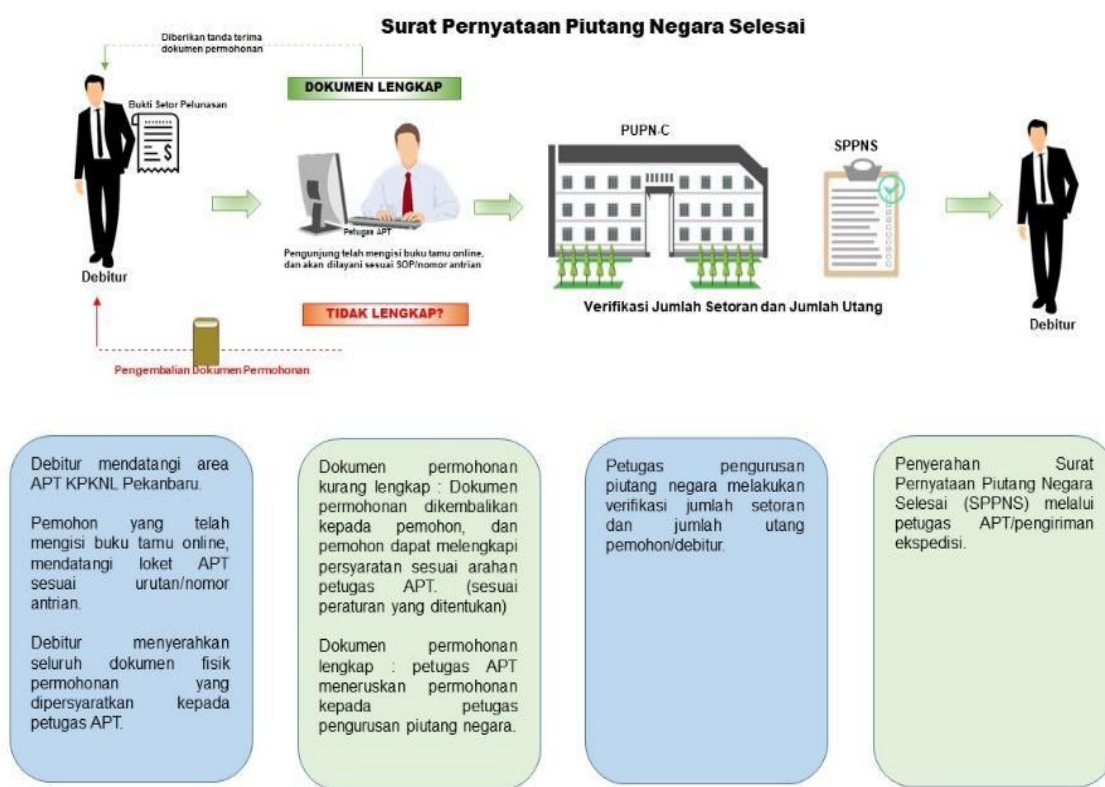 Surat Pernyataan Piutang Negara Selesai
Diberikan tanda terima
dokumen permohonan
DOKUMEN LENGKAP
Bukti Setor Pelunasan
$
PUPN-C
SPPNS
Petugas APT
Pengunjung telah mengisi buku tamu online,
dan akan dilayani sesuai SOP/nomor antrian
Debitur
TIDAK LENGKAP?
Verifikasi Jumlah Setoran dan Jumlah Utang
Debitur
Pengembalian Dokumen Permohonan
Debitur mendatangi area
APT KPKNL Pekanbaru.
Pemohon yang telah
mengisi buku tamu online,
mendatangi loket APT
sesuai urutan/nomor
antrian.
Debitur menyerahkan
seluruh dokumen fisik
permohonan yang
dipersyaratkan kepada
petugas APT.
Dokumen permohonan
kurang lengkap : Dokumen
permohonan dikembalikan
kepada pemohon, dan
pemohon dapat melengkapi
persyaratan sesuai arahan
petugas APT. (sesuai
peraturan yang ditentukan)
Dokumen permohonan
lengkap : petugas APT
meneruskan permohonan
kepada petugas
pengurusan piutang negara.
Petugas pengurusan
piutang negara melakukan
verifikasi jumlah setoran
dan jumlah utang
pemohon/debitur.
Penyerahan Surat
Pernyataan Piutang Negara
Selesai (SPPNS) melalui
petugas APT/pengiriman
ekspedisi.